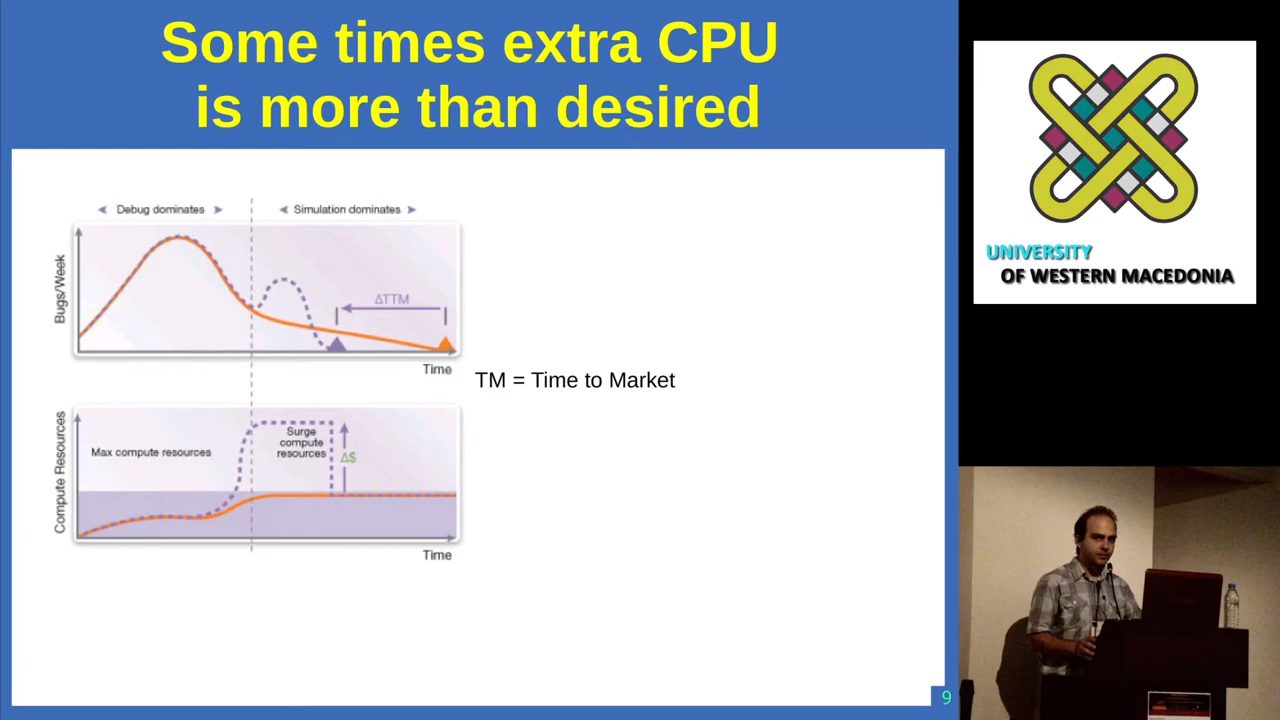 Some times extra CPU
is more than desired
Debug dominates
Simulation dominates
Bugs/Week
ΔTTM
Time
TM = Time to Market
Compute Resources
Max compute resources
Surge
compute
resources
Δ$
Time
9
UNIVERSITY
OF WESTERN MACEDONIA